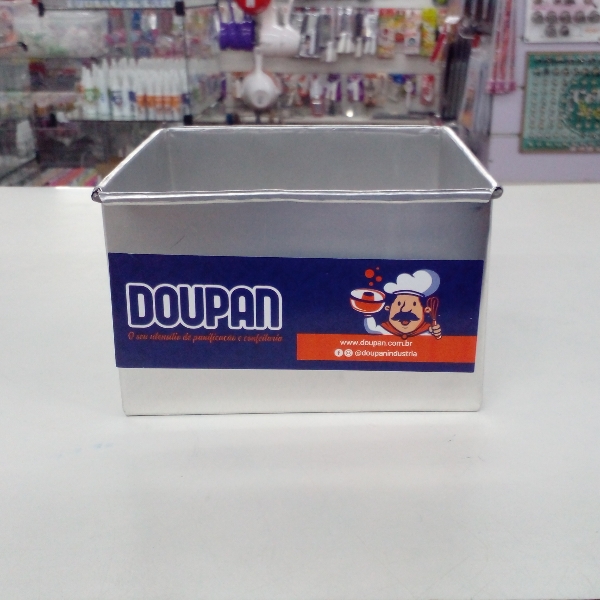 DOUPAN
O seu utensílio de panificação e confeitaria
www.doupan.com.br
@doupanindustria